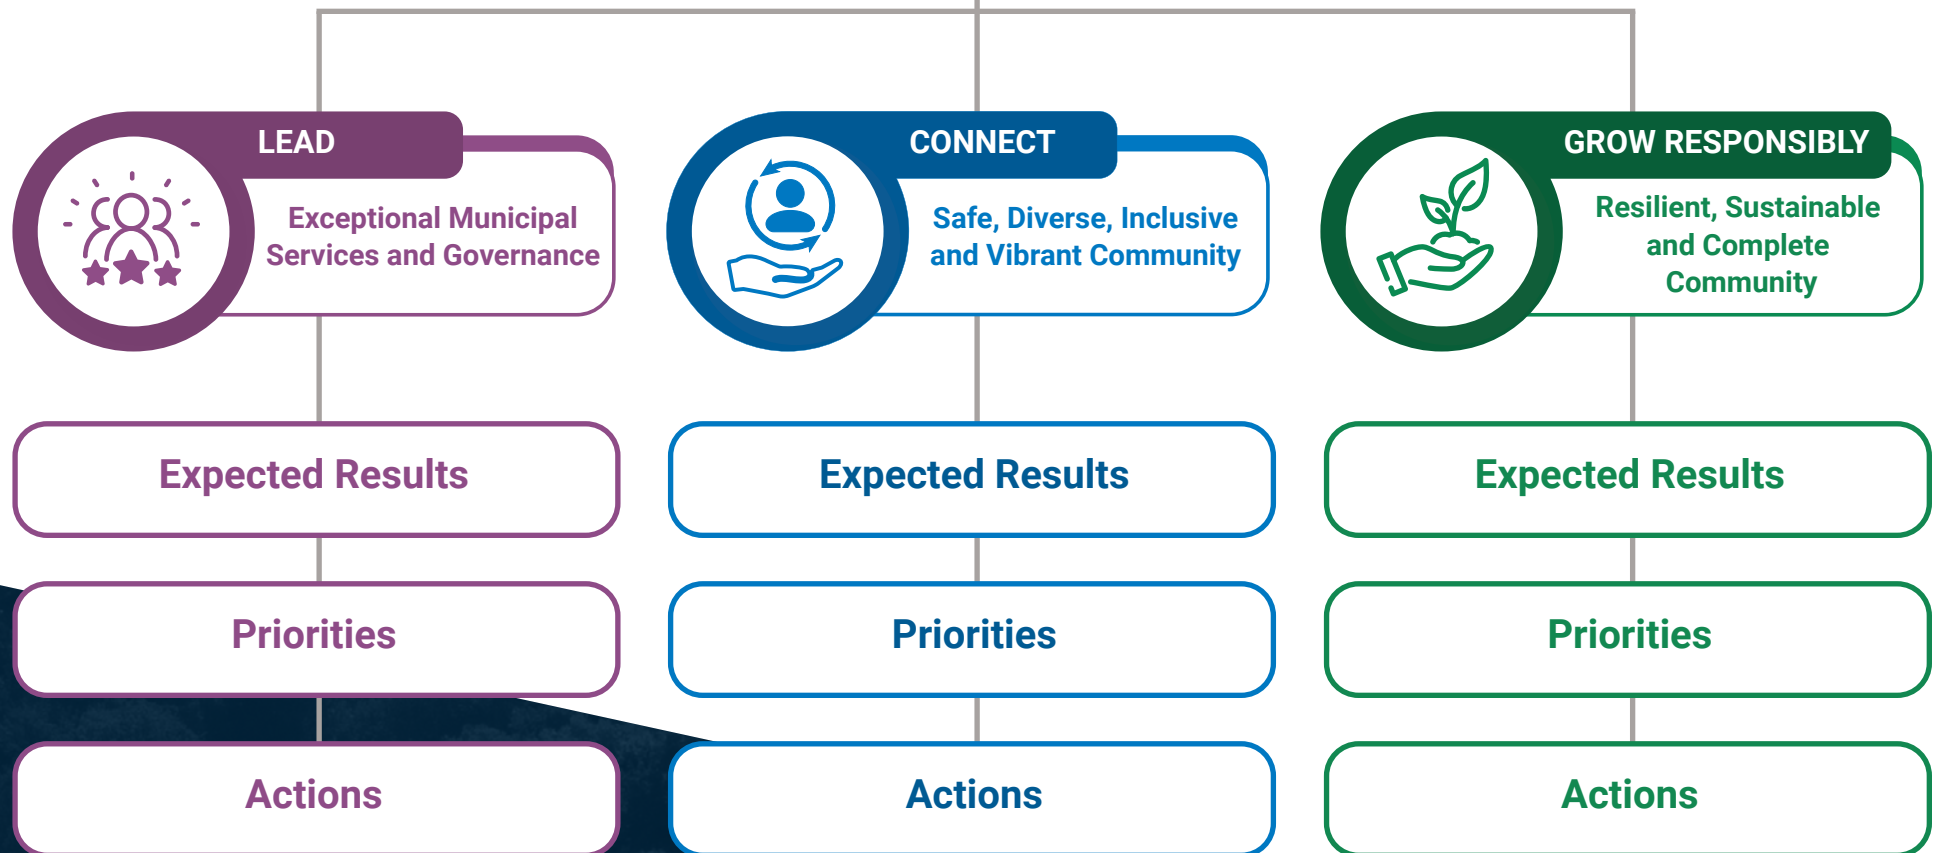 LEAD
Exceptional Municipal
Services and Governance
Expected Results
Priorities
Actions
CONNECT
Safe, Diverse, Inclusive
and Vibrant Community
Expected Results
Priorities
Actions
GROW RESPONSIBLY
Resilient, Sustainable
and Complete
Community
Expected Results
Priorities
Actions